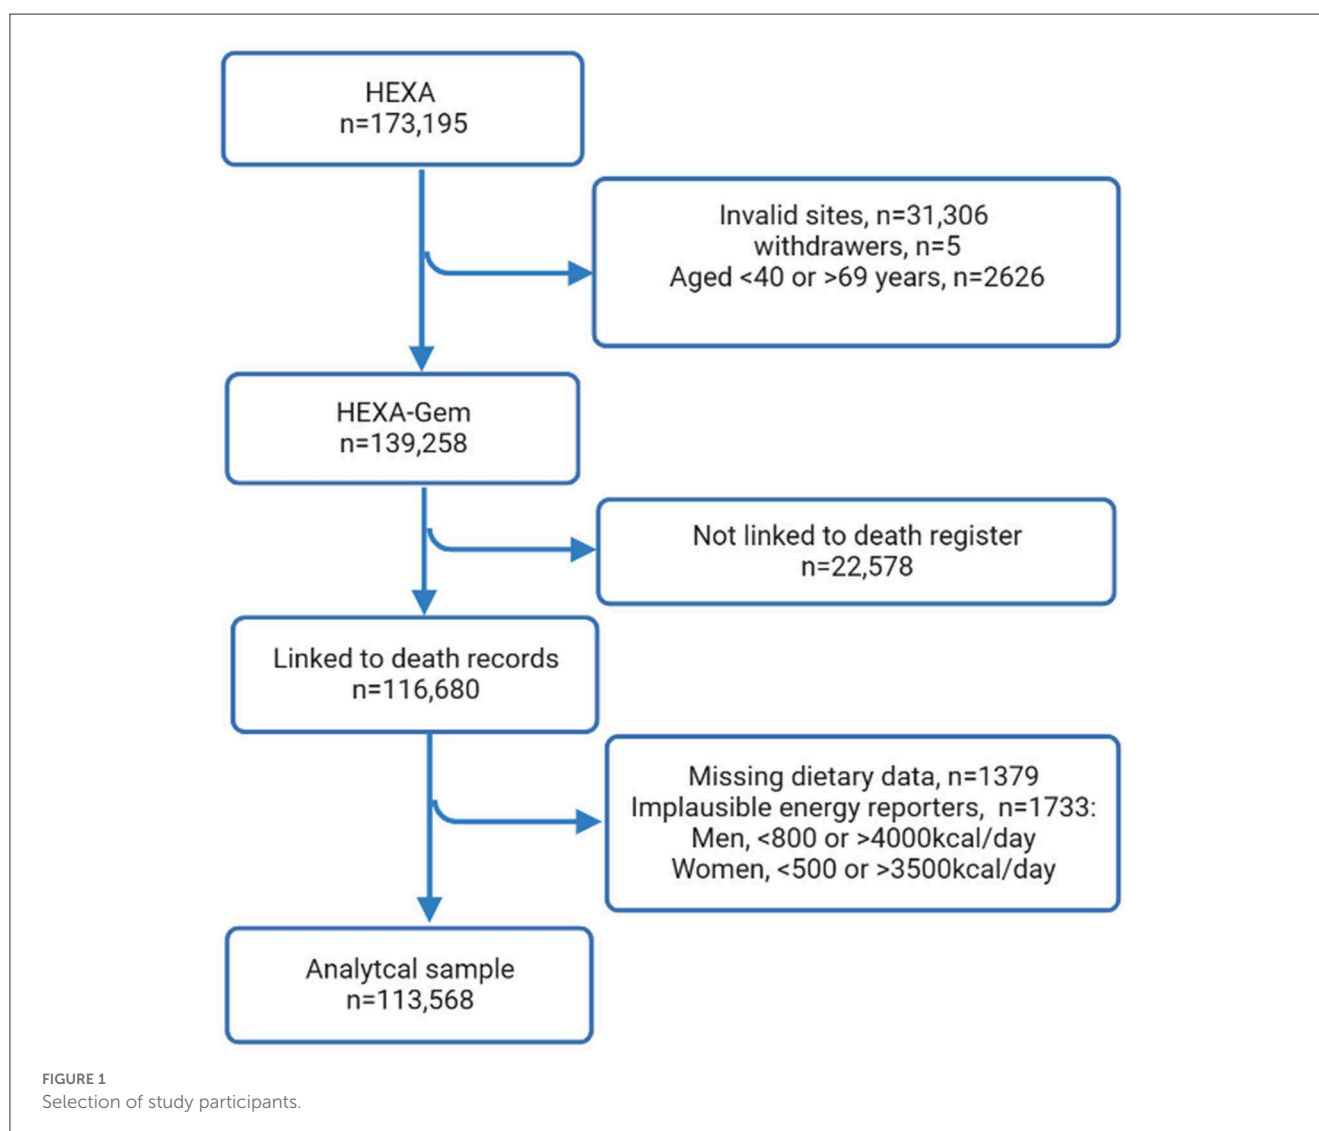 HEXA
n=173,195
Invalid sites, n=31,306
withdrawers, n=5
Aged <40 or >69 years, n=2626
HEXA-Gem
n=139,258
Not linked to death register
n=22,578
Linked to death records
n=116,680
Missing dietary data, n=1379
Implausible energy reporters, n=1733:
Men, <800 or >4000kcal/day
Women, <500 or >3500kcal/day
Analytcal sample
n=113,568
FIGURE 1
Selection of study participants.